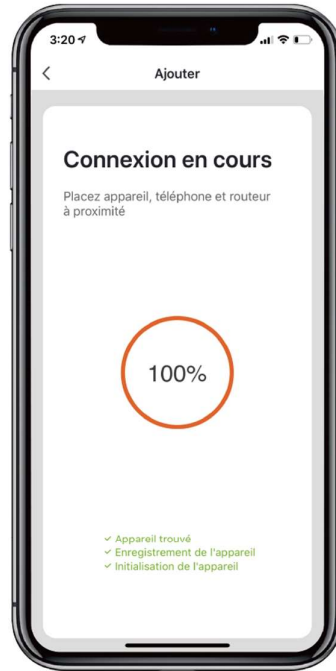 3:20
Ajouter
Connexion en cours
Placez appareil, téléphone et routeur
à proximité
100%
Appareil trouvé
Enregistrement de l'appareil
Initialisation de l'appareil